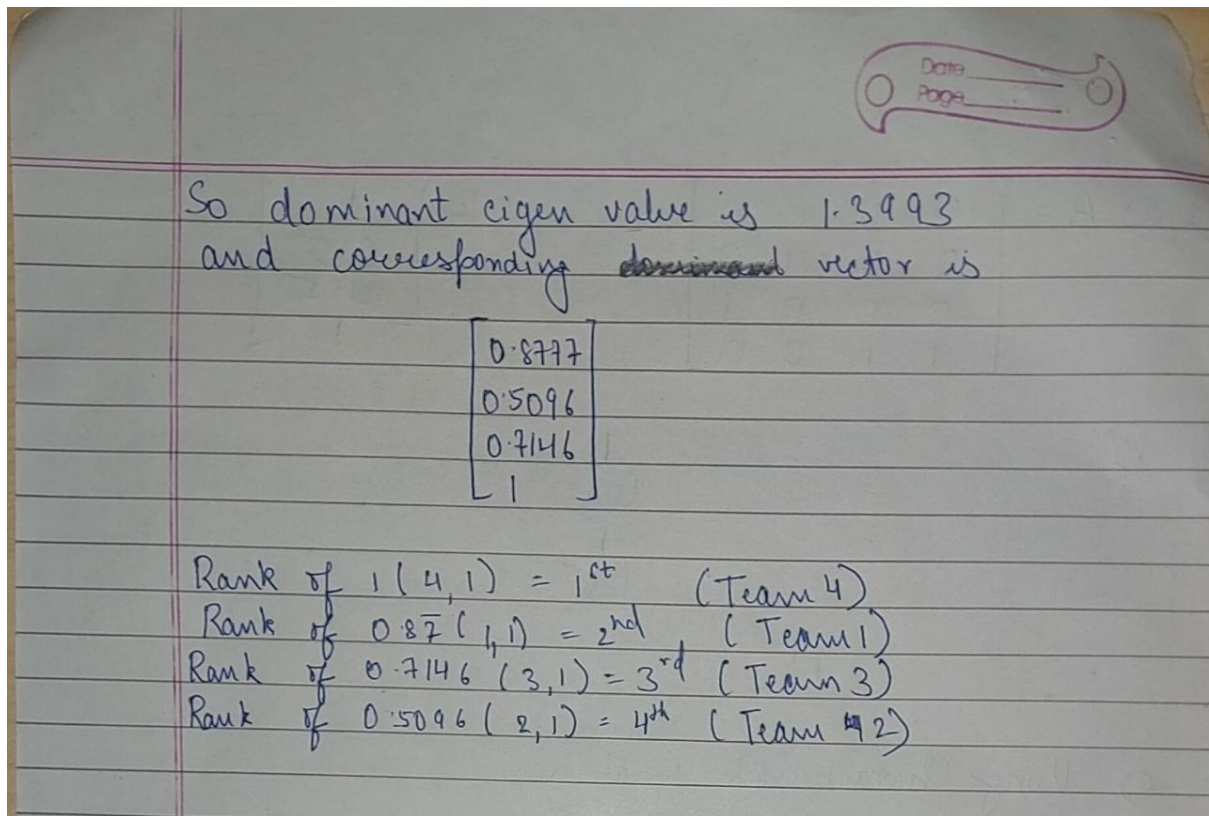 Date
Page
So dominant eigen value is 1.3993
and corresponding vector is
0.8777
0.5096
0.7146
1
Rank of 1 (4,1) = 1st (Team 4)
Rank of 0.87 (1,1) = 2nd (Team 1)
Rank of 0.7146 (3,1) = 3rd (Team 3)
Rank of 0.5096 (2,1) = 4th (Team 2)